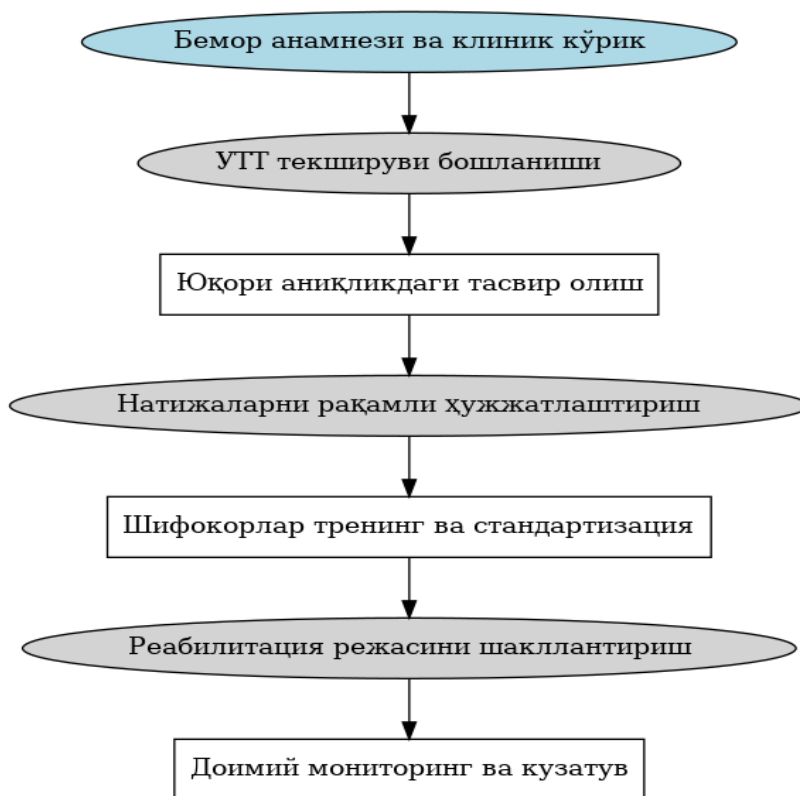 Бемор анамнези ва клиник кўрик
УТТ текшируви бошланиши
Юқори аниқликдаги тасвир олиш
Натижаларни рақамли ҳужжатлаштириш
Шифокорлар тренинг ва стандартизация
Реабилитация режасини шакллантириш
Доимий мониторинг ва кузатув